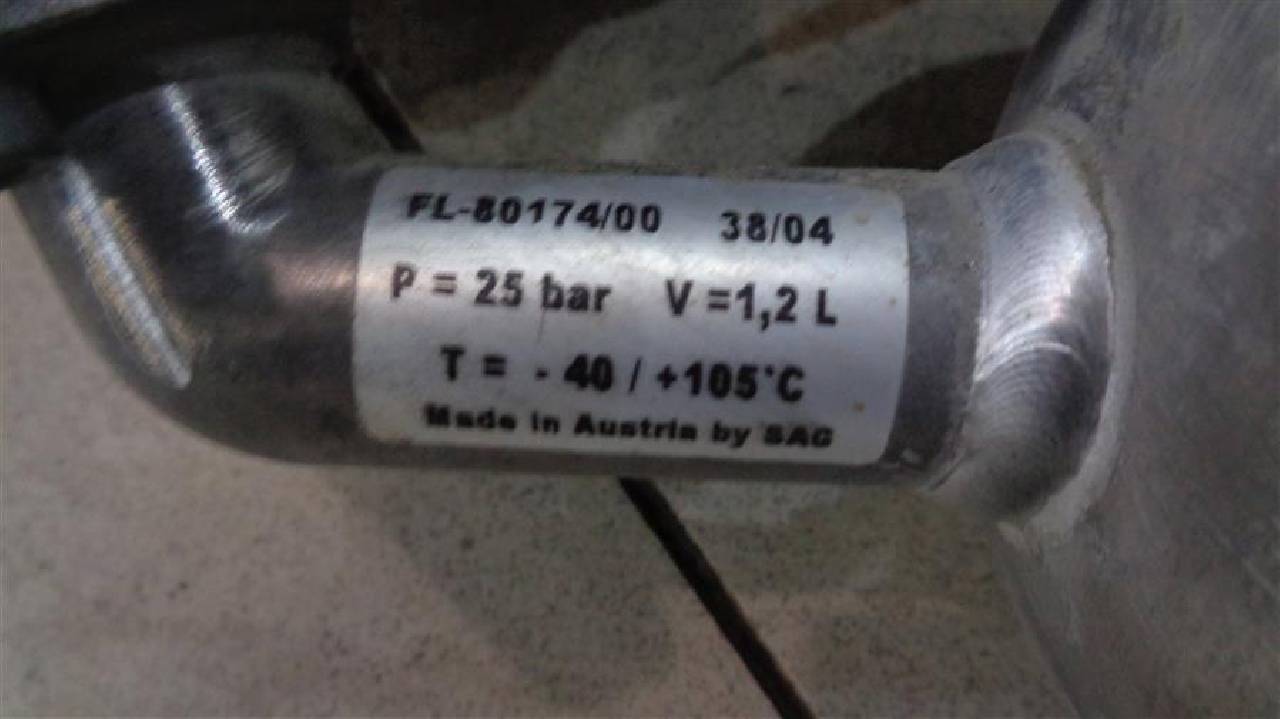 FL-80174/00 38/04
P = 25 bar V =1,2 L
T = - 40 / +105°C
Made in Austria by SAG